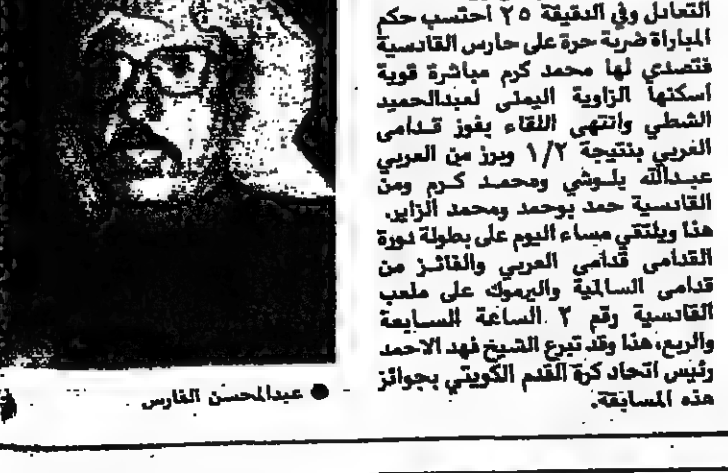 التعادل وفي الدقيقة ٢٥ احتسب حكم
المباراة ضربة حرة على حارس القادسية
فتصدي لها محمد كرم مباشرة قوية
أسكنها الزاوية اليمنى لعبدالحميد
الشطي وانتهى اللقاء بفوز قدامى
العربي بنتيجة ١/٢ وبرز من العربي
عبدالله بلوشي ومحمد كرم ومن
القادسية حمد بوحمد ومحمد الزاير.
هذا ويلتقي مساء اليوم على بطولة دورة
القدامى قدامى العربي والفائز من
قدامى السالمية واليرموك على ملعب
القادسية رقم ٢ الساعة السابعة
والربع، هذا وقد تبرع الشيخ فهد الاحمد
رئيس اتحاد كرة القدم الكويتي بجوائز
هذه المسابقة.
● عبدالمحسن الفارس